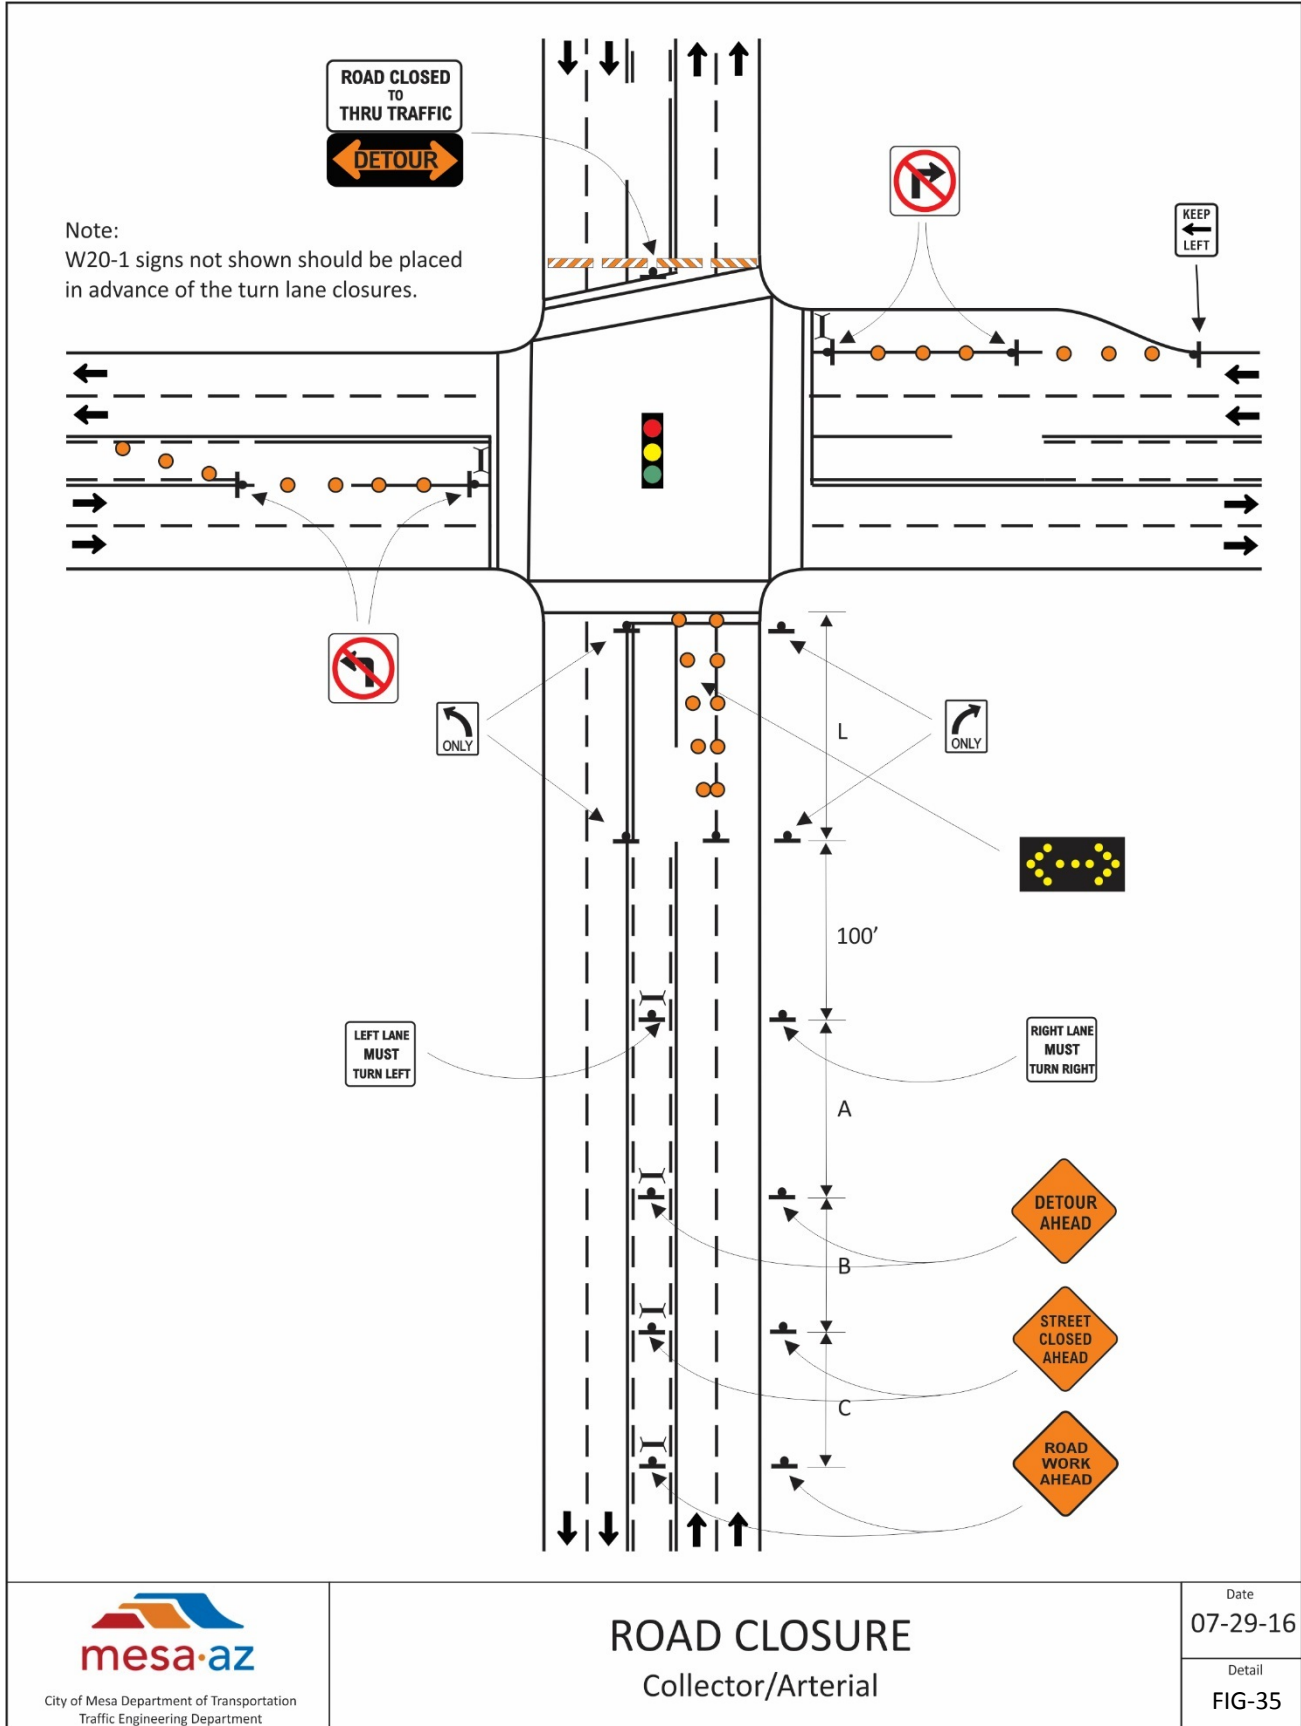 ROAD CLOSED
TO
THRU TRAFFIC
DETOUR
Note:
W20-1 signs not shown should be placed
in advance of the turn lane closures.
KEEP
LEFT
ONLY
ONLY
L
100’
LEFT LANE
MUST
TURN LEFT
RIGHT LANE
MUST
TURN RIGHT
A
DETOUR
AHEAD
B
STREET
CLOSED
AHEAD
C
ROAD
WORK
AHEAD
mesa·az
City of Mesa Department of Transportation
Traffic Engineering Department
ROAD CLOSURE
Collector/Arterial
Date
07-29-16
Detail
FIG-35